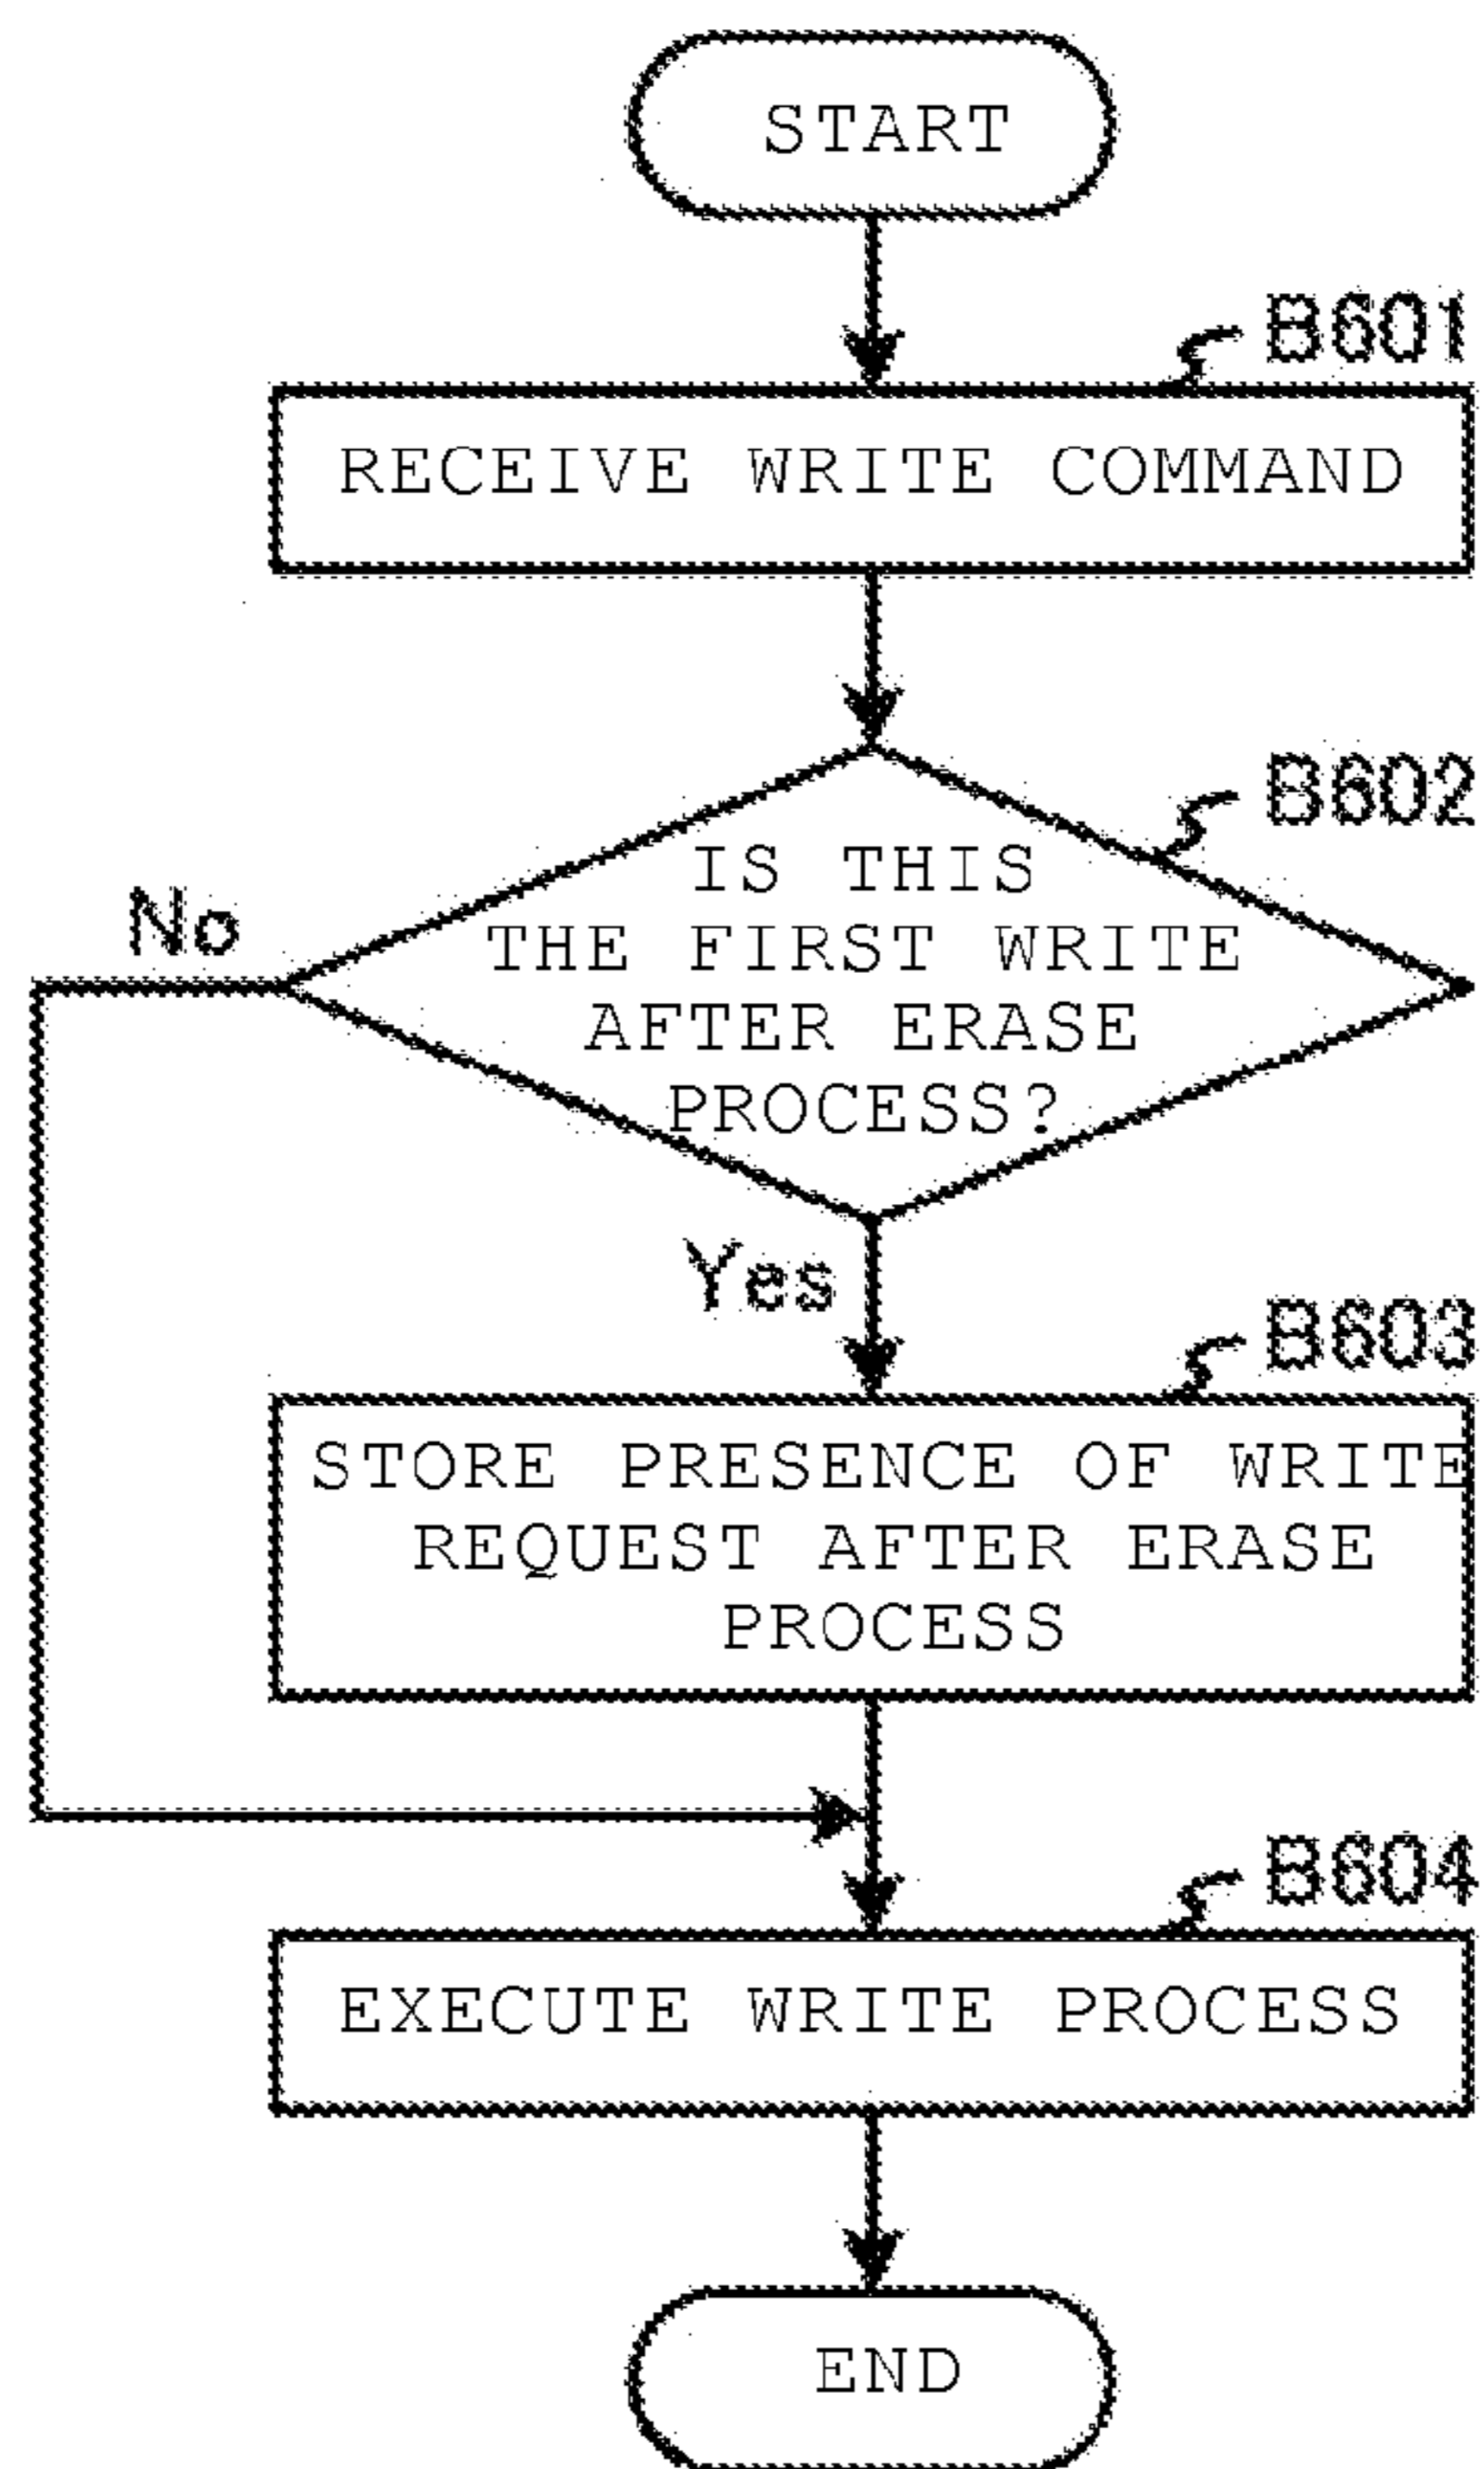 START
B601
RECEIVE WRITE COMMAND
B602
IS THIS
THE FIRST WRITE
AFTER ERASE
PROCESS?
No
Yes
B603
STORE PRESENCE OF WRITE
REQUEST AFTER ERASE
PROCESS
B604
EXECUTE WRITE PROCESS
END